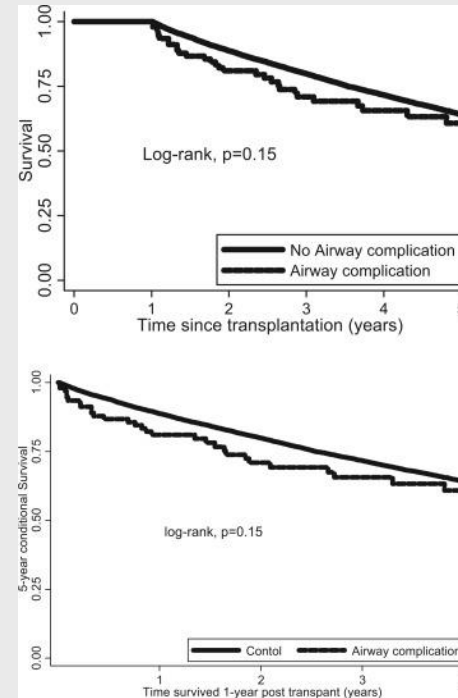 1.00
0.75
0.50
0.25
0.00
Survival
Log-rank, p=0.15
No Airway complication
Airway complication
0 1 2 3 4
Time since transplantation (years)
1.00
0.75
0.50
0.25
0.00
5-year conditional Survival
log-rank, p=0.15
Contol Airway complication
1 2 3
Time survived 1-year post transpant (years)